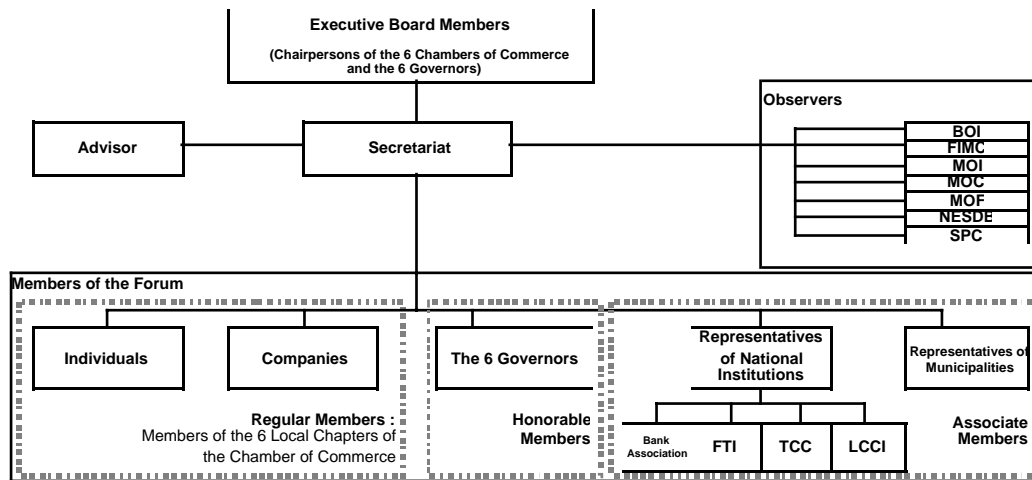 Executive Board Members
(Chairpersons of the 6 Chambers of Commerce
and the 6 Governors)
Observers
Advisor
Secretariat
BOI
FIMC
MOI
MOC
MOF
NESDB
SPC
Members of the Forum
Individuals
Companies
The 6 Governors
Representatives
of National
Institutions
Representatives of
Municipalities
Regular Members :
Members of the 6 Local Chapters of
the Chamber of Commerce
Honorable
Members
Bank
Association
FTI
TCC
LCCI
Associate
Members